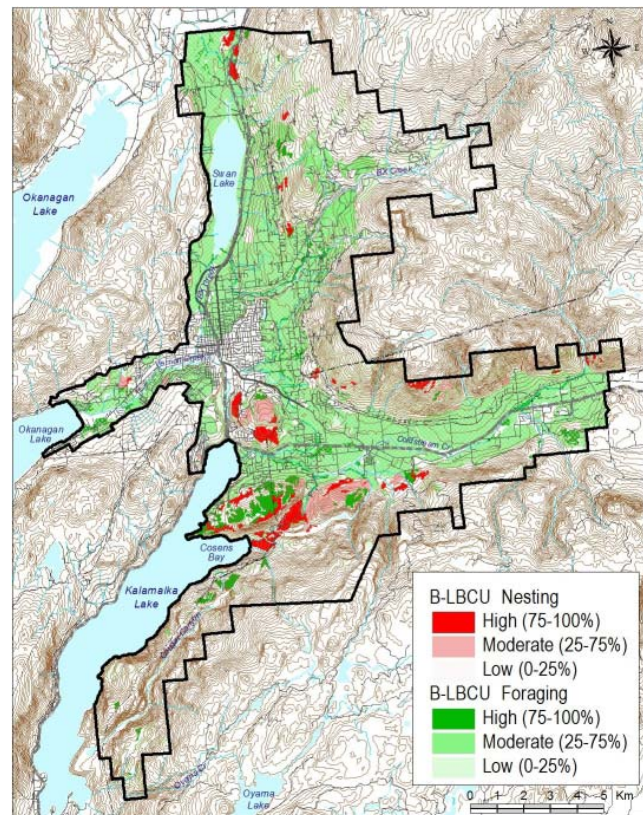 N
E
S
Okanagan
Lake
Swan
Lake
BX Creek
Okanagan
Lake
Coldstream Cr
Cosens
Bay
Kalamalka
Lake
Oyama
Lake
B-LBCU Nesting
High (75-100%)
Moderate (25-75%)
Low (0-25%)
B-LBCU Foraging
High (75-100%)
Moderate (25-75%)
Low (0-25%)
0 1 2 3 4 5 Km